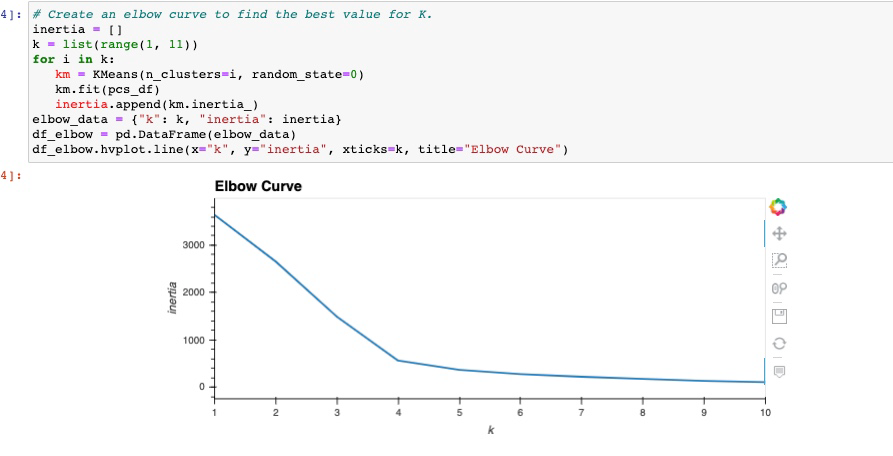 4]: # Create an elbow curve to find the best value for K.
inertia = []
k = list(range(1, 11))
for i in k:
km = KMeans(n_clusters=i, random_state=0)
km.fit(pcs_df)
inertia.append(km.inertia_)
elbow_data = {"k": k, "inertia": inertia}
df_elbow = pd.DataFrame(elbow_data)
df_elbow.hvplot.line(x="k", y="inertia", xticks=k, title="Elbow Curve")
4]:
Elbow Curve
3000
2000
1000
0
inertia
1 2 3 4 5 6 7 8 9 10
k